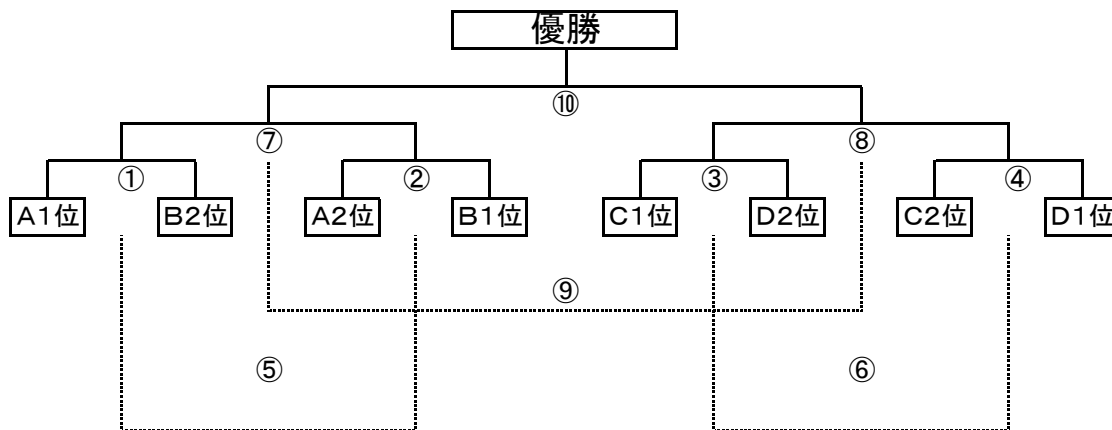 優勝
⑩
⑦ ⑧
① ② ③ ④
A1位 B2位 A2位 B1位 C1位 D2位 C2位 D1位
⑨
⑤ ⑥